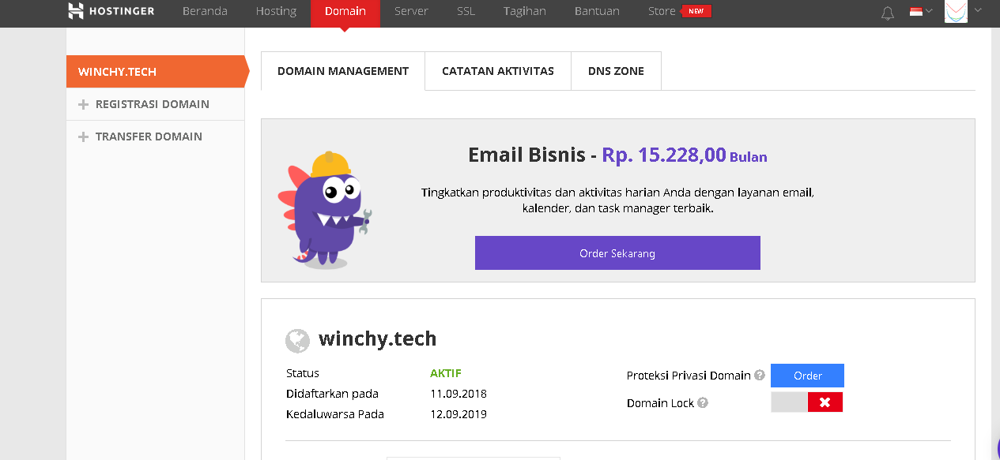 HOSTINGER Beranda Hosting Domain Server SSL Tagihan Bantuan Store NEW
WINCHY.TECH
REGISTRASI DOMAIN
TRANSFER DOMAIN
DOMAIN MANAGEMENT CATATAN AKTIVITAS DNS ZONE
Email Bisnis - Rp. 15.228,00 Bulan
Tingkatkan produktivitas dan aktivitas harian Anda dengan layanan email,
kalender, dan task manager terbaik.
Order Sekarang
winchy.tech
Status AKTIF
Didaftarkan pada 11.09.2018
Kedaluwarsa Pada 12.09.2019
Proteksi Privasi Domain ? Order
Domain Lock ?